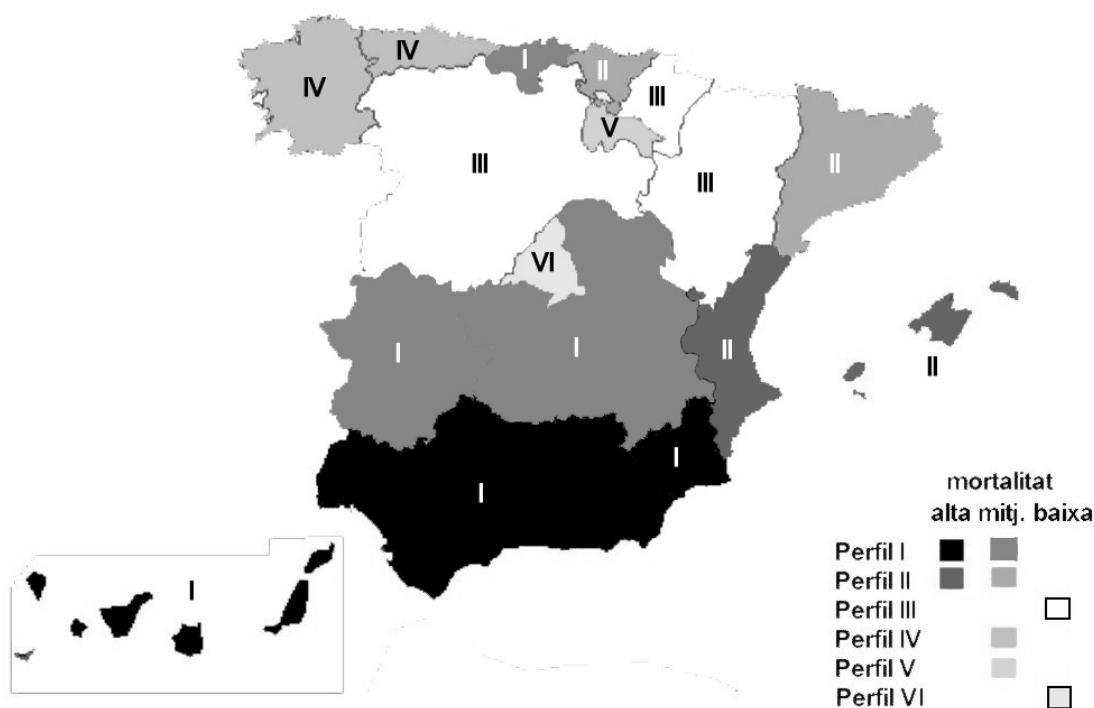 IV
IV
I
II
III
V
III
III
II
VI
I
I
II
II
I
I
I
mortalitat
alta mitj. baixa
Perfil I
Perfil II
Perfil III
Perfil IV
Perfil V
Perfil VI